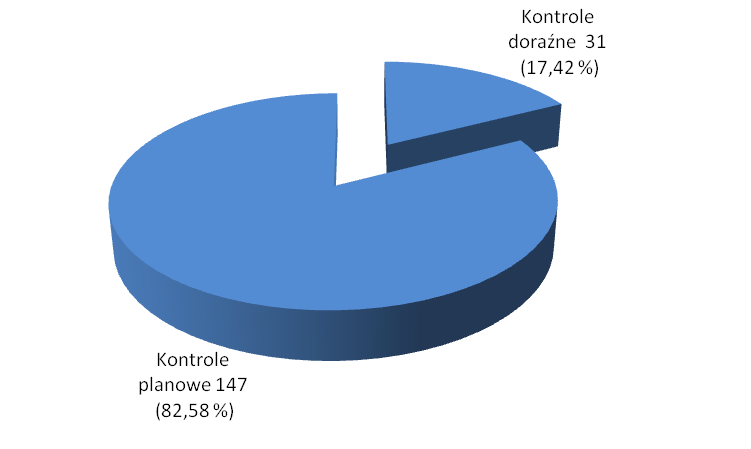 Kontrole
doraźne 31
(17,42 %)
Kontrole
planowe 147
(82,58 %)